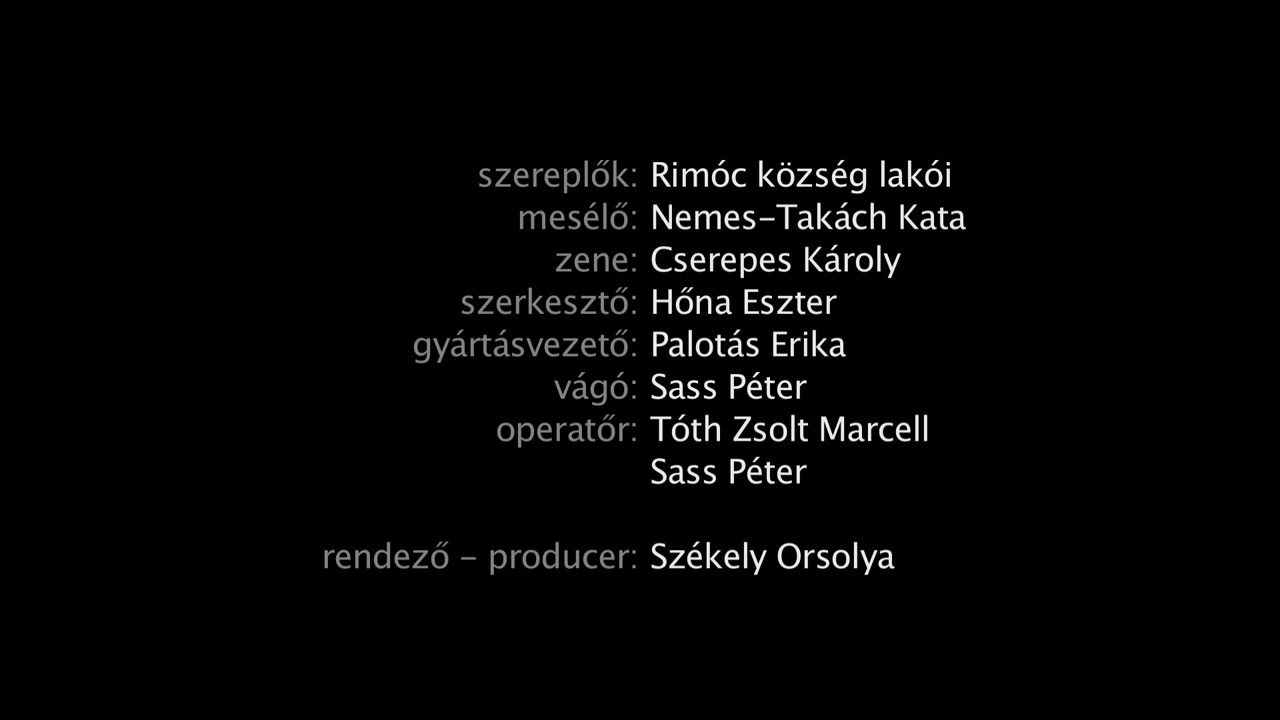 szereplők: Rimóc község lakói
mesélő: Nemes-Takách Kata
zene: Cserepes Károly
szerkesztő: Hőna Eszter
gyártásvezető: Palotás Erika
vágó: Sass Péter
operatőr: Tóth Zsolt Marcell
Sass Péter
rendező - producer: Székely Orsolya